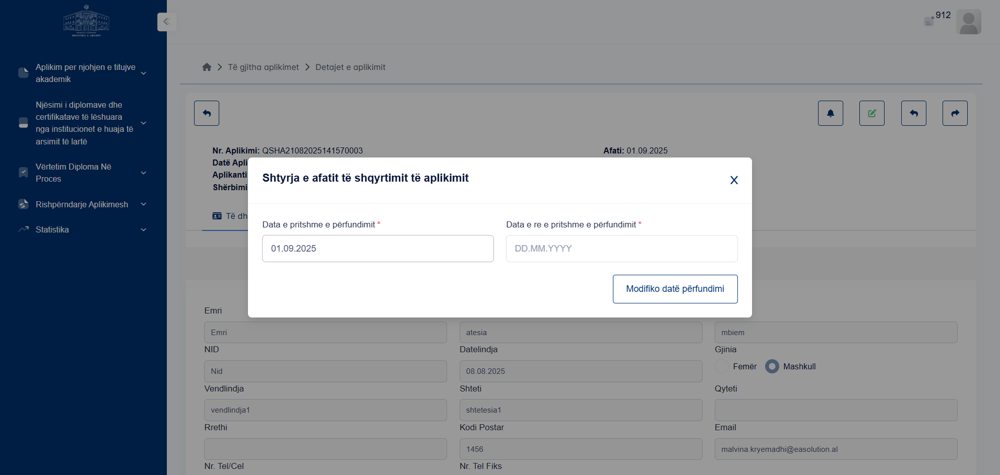 MINISTRIA E ARSIMIT
912
Aplikim per njohjen e titujve
akademik
Njësimi i diplomave dhe
certifikatave të lëshuara
nga institucionet e huaja të
arsimit të lartë
Vërtetim Diploma Në
Proces
Rishpërndarje Aplikimesh
Statistika
Të gjitha aplikimet > Detajet e aplikimit
Nr. Aplikimi: QSHA21082025141570003
Afati: 01.09.2025
Datë Apli
Aplikanti
Shërbimi
Të dh
Shtyrja e afatit të shqyrtimit të aplikimit
X
Data e pritshme e përfundimit *
Data e re e pritshme e përfundimit *
01.09.2025
DD.MM.YYYY
Modifiko datë përfundimi
Emri
Emri
atesia
mbiem
NID
Datelindja
Gjinia
Nid
08.08.2025
Femër
Mashkull
Vendlindja
Shteti
Qyteti
vendlindja1
shtetesia1
Rrethi
Kodi Postar
Email
1456
malvina.kryemadhi@easolution.al
Nr. Tel/Cel
Nr. Tel Fiks